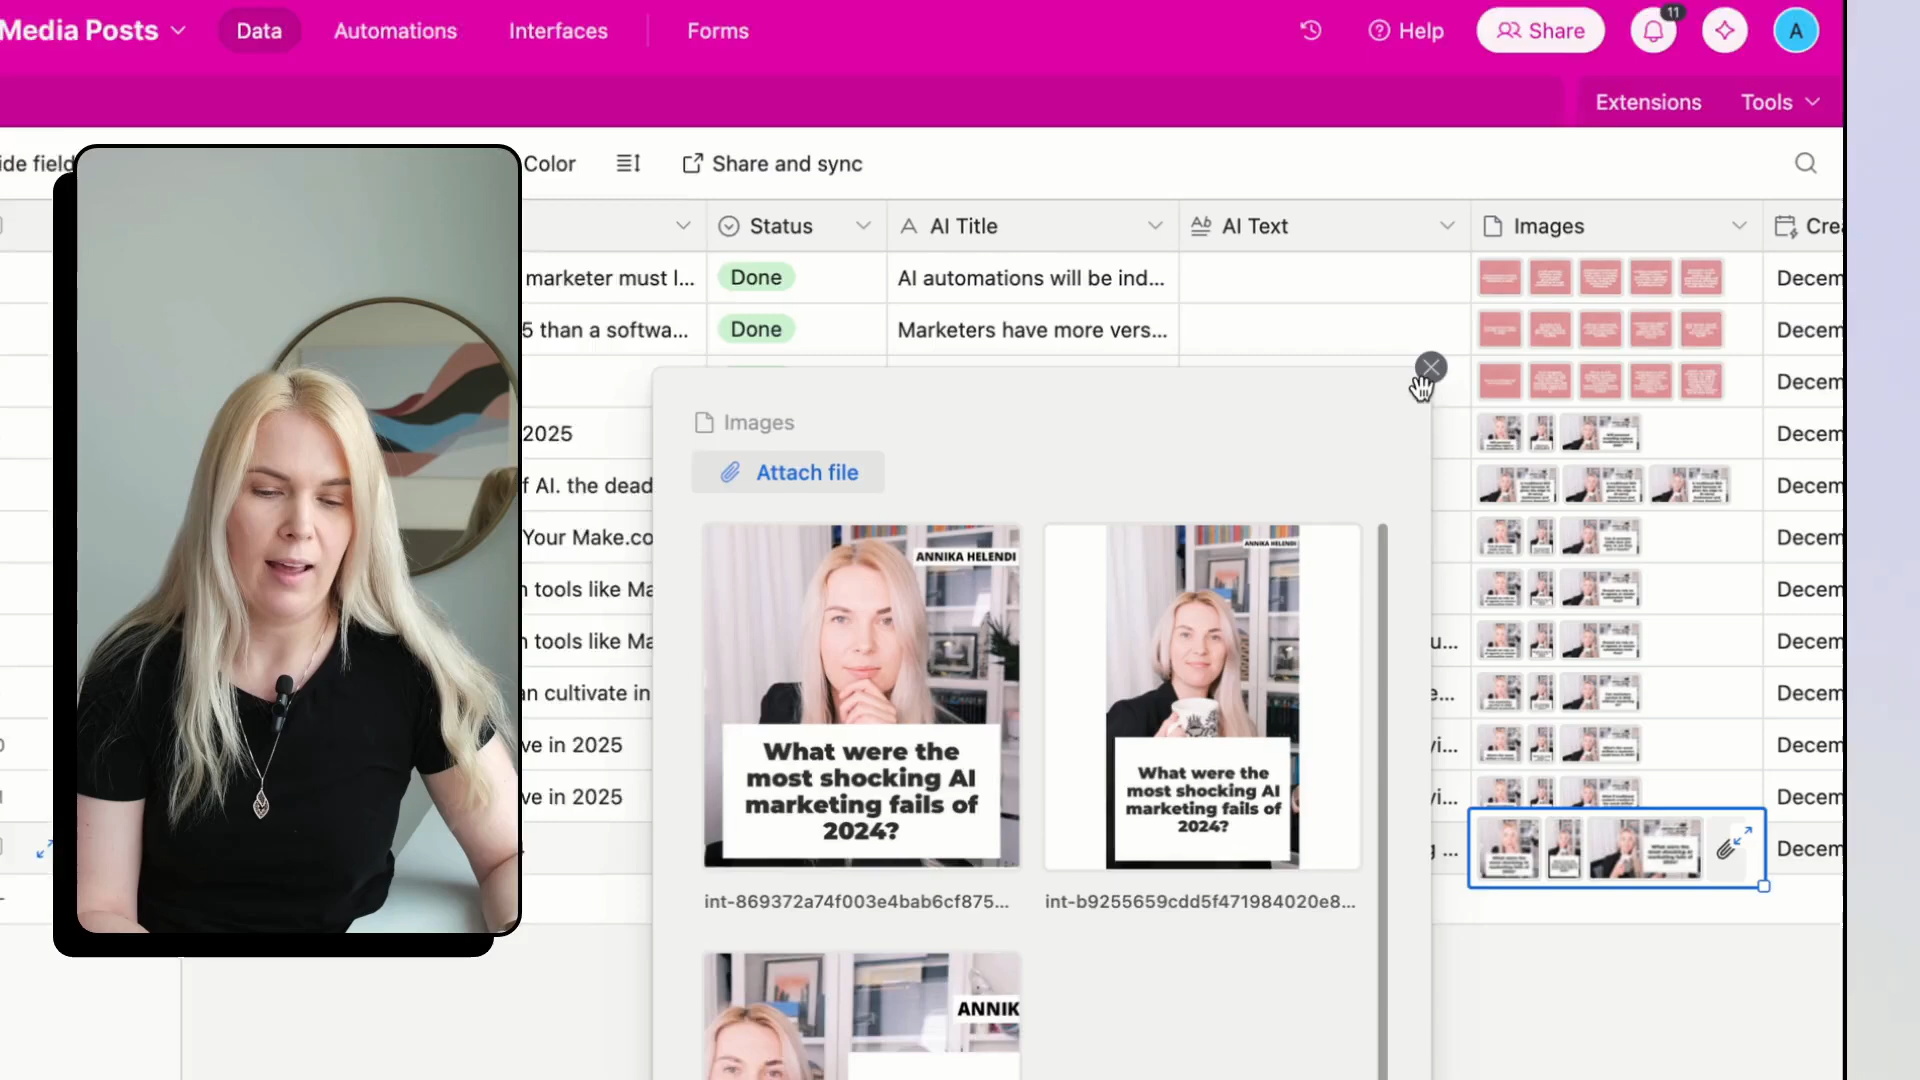 Media Posts
Data
Automations
Interfaces
Forms
Help
Share
11
A
Extensions
Tools
ide field
Color
Share and sync
Status
AI Title
AI Text
Images
Crea
marketer must l...
Done
AI automations will be ind...
Decem
5 than a softwa...
Done
Marketers have more vers...
Decem
Decem
2025
Decem
f AI. the dead
Decem
Your Make.co
Decem
n tools like Ma
Decem
n tools like Ma
u...
Decem
an cultivate in
e...
Decem
ve in 2025
vi...
Decem
ve in 2025
vi...
Decem
g ...
Decem
Images
Attach file
ANNIKA HELENDI
What were the
most shocking AI
marketing fails of
2024?
ANNIKA HELENDI
What were the
most shocking AI
marketing fails of
2024?
int-869372a74f003e4bab6cf875...
int-b9255659cdd5f471984020e8...
ANNIK